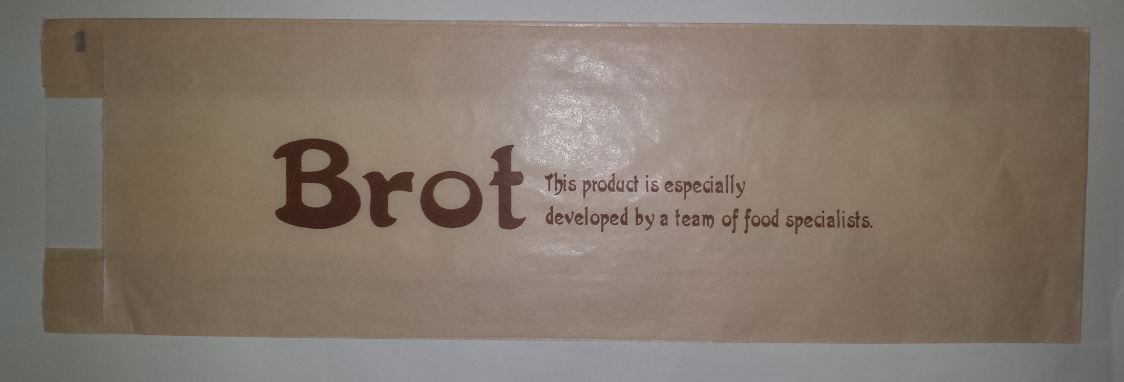 Brot
This product is especially
developed by a team of food specialists.